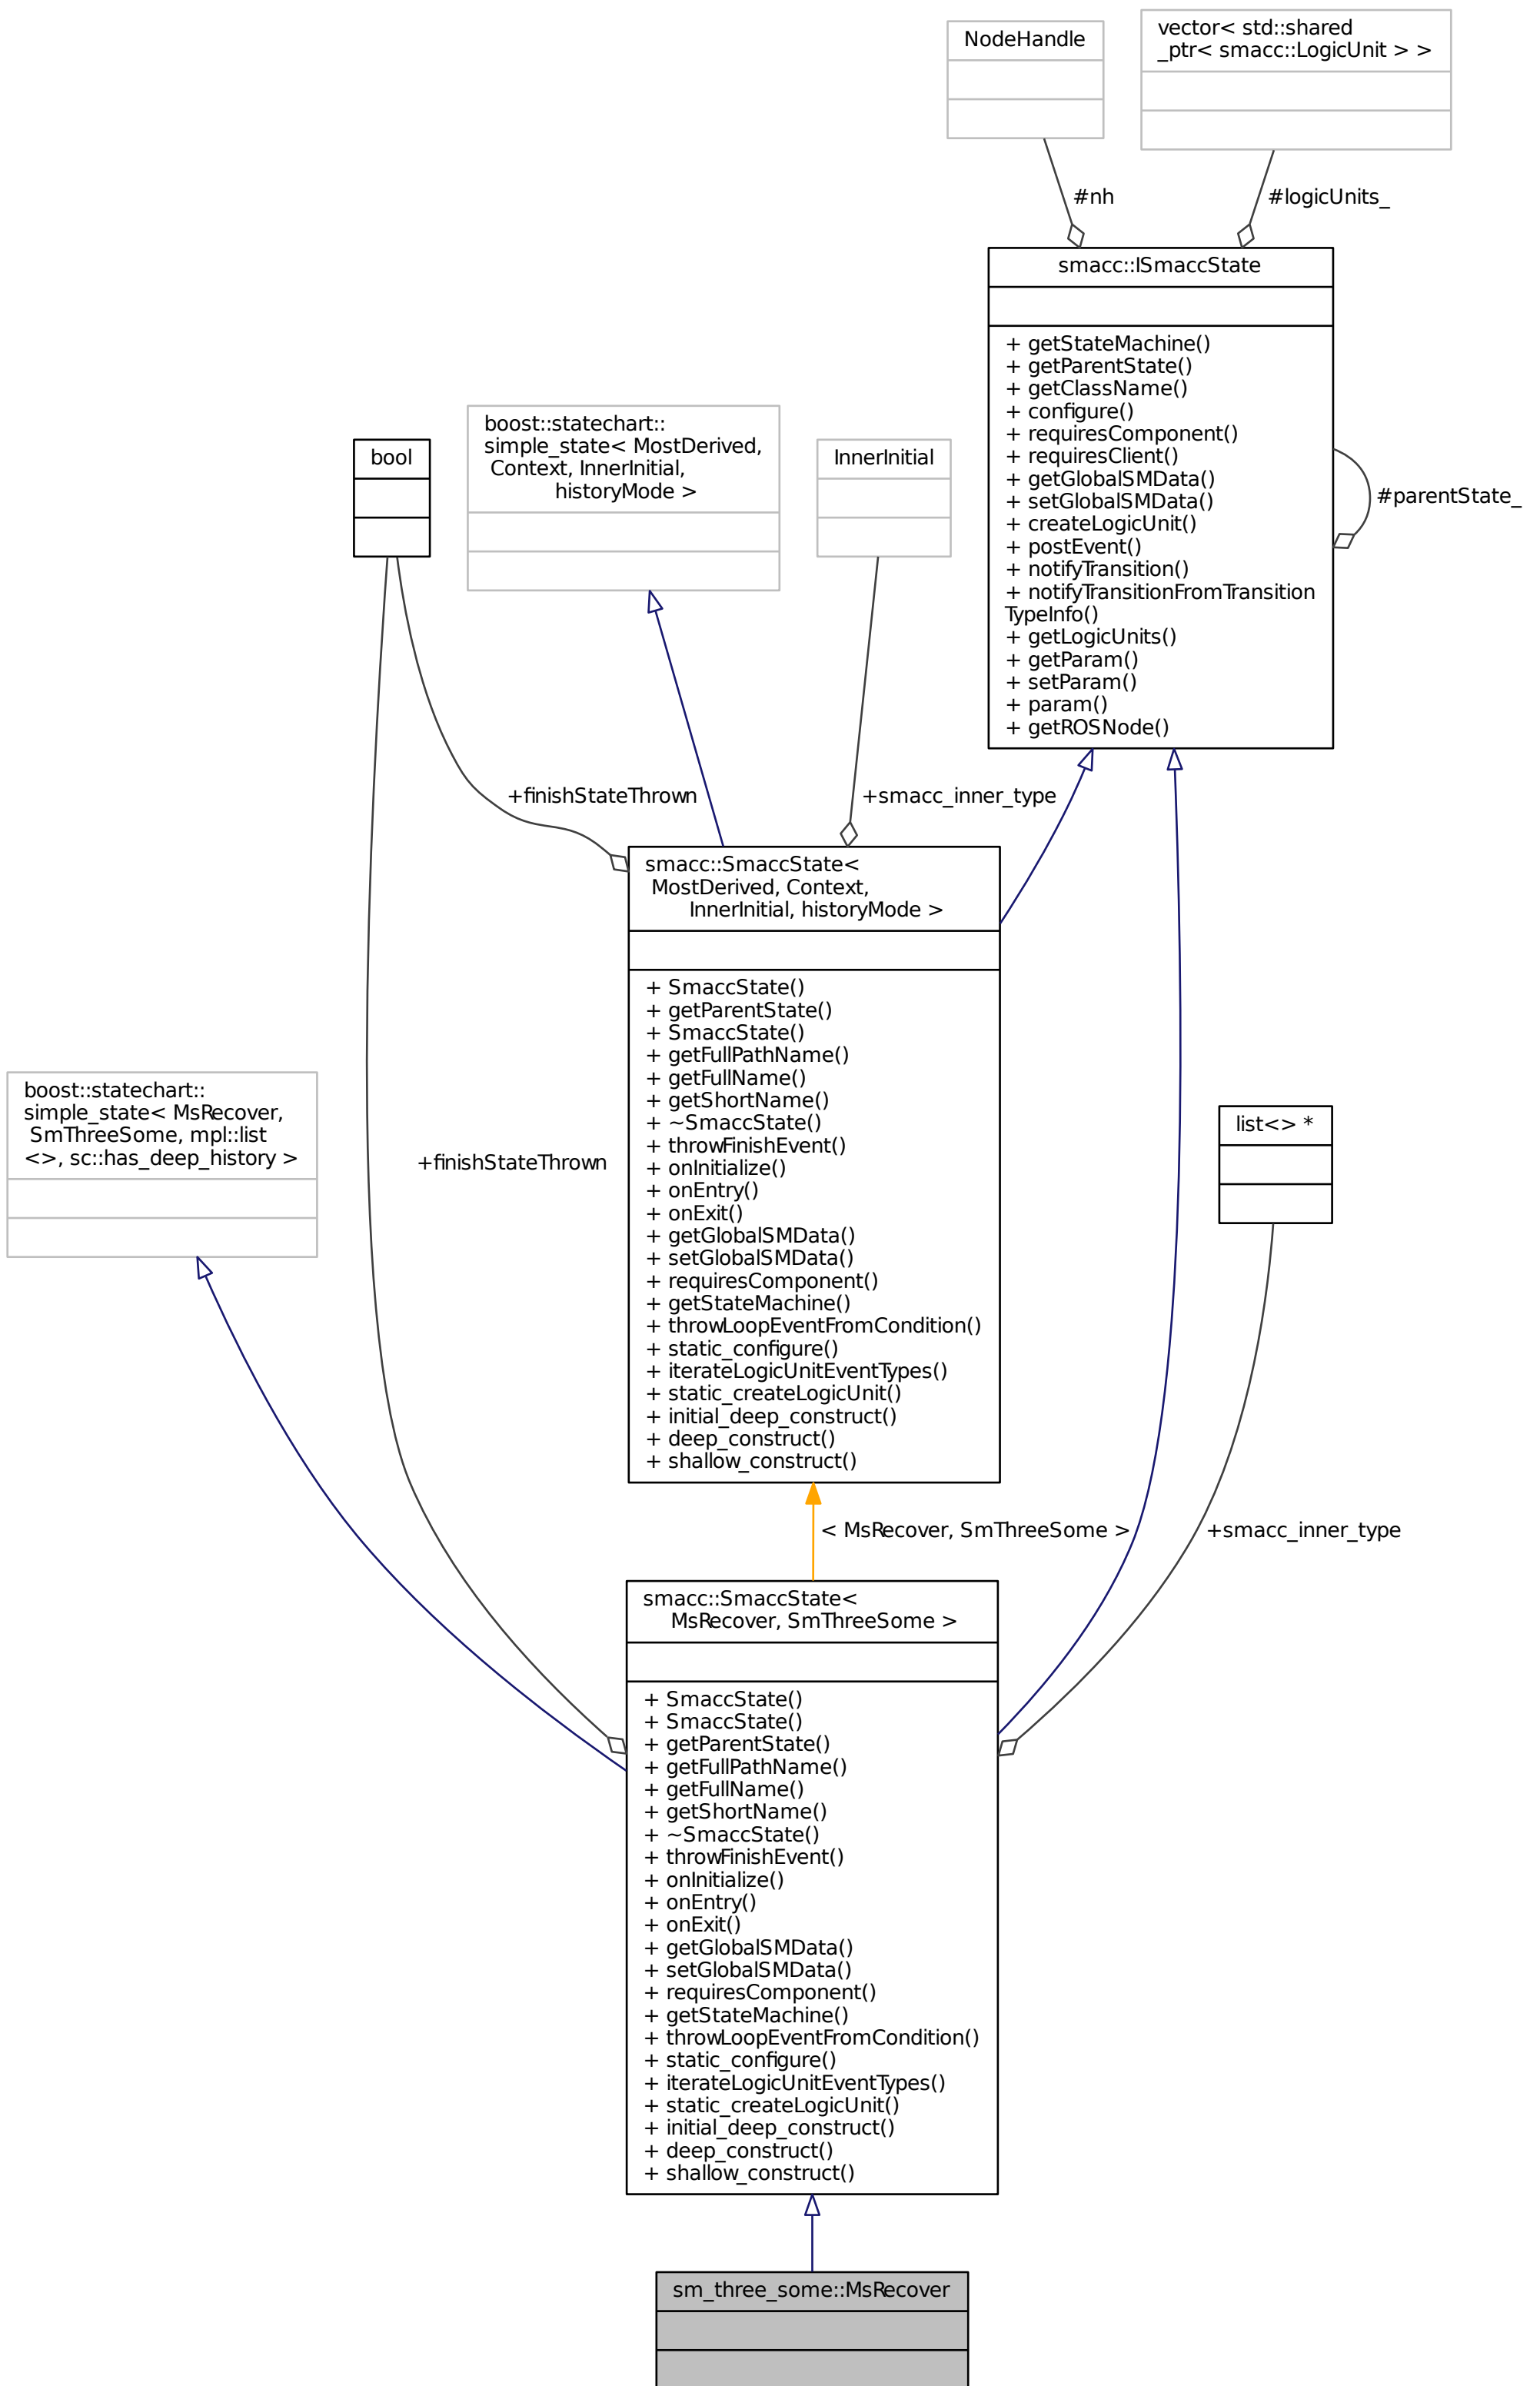 NodeHandle
vector< std::shared
_ptr< smacc::LogicUnit > >
#nh
#logicUnits_
smacc::ISmaccState
+ getStateMachine()
+ getParentState()
+ getClassName()
+ configure()
+ requiresComponent()
+ requiresClient()
+ getGlobalSMData()
+ setGlobalSMData()
+ createLogicUnit()
+ postEvent()
+ notifyTransition()
+ notifyTransitionFromTransition
TypeInfo()
+ getLogicUnits()
+ getParam()
+ setParam()
+ param()
+ getROSNode()
#parentState_
bool
boost::statechart::
simple_state< MostDerived,
Context, InnerInitial,
historyMode >
InnerInitial
+finishStateThrown
+smacc_inner_type
smacc::SmaccState<
MostDerived, Context,
InnerInitial, historyMode >
+ SmaccState()
+ getParentState()
+ SmaccState()
+ getFullPathName()
+ getFullName()
+ getShortName()
+ ~SmaccState()
+ throwFinishEvent()
+ onInitialize()
+ onEntry()
+ onExit()
+ getGlobalSMData()
+ setGlobalSMData()
+ requiresComponent()
+ getStateMachine()
+ throwLoopEventFromCondition()
+ static_configure()
+ iterateLogicUnitEventTypes()
+ static_createLogicUnit()
+ initial_deep_construct()
+ deep_construct()
+ shallow_construct()
boost::statechart::
simple_state< MsRecover,
SmThreeSome, mpl::list
<>, sc::has_deep_history >
+finishStateThrown
list<> *
< MsRecover, SmThreeSome >
+smacc_inner_type
smacc::SmaccState<
MsRecover, SmThreeSome >
+ SmaccState()
+ SmaccState()
+ getParentState()
+ getFullPathName()
+ getFullName()
+ getShortName()
+ ~SmaccState()
+ throwFinishEvent()
+ onInitialize()
+ onEntry()
+ onExit()
+ getGlobalSMData()
+ setGlobalSMData()
+ requiresComponent()
+ getStateMachine()
+ throwLoopEventFromCondition()
+ static_configure()
+ iterateLogicUnitEventTypes()
+ static_createLogicUnit()
+ initial_deep_construct()
+ deep_construct()
+ shallow_construct()
sm_three_some::MsRecover